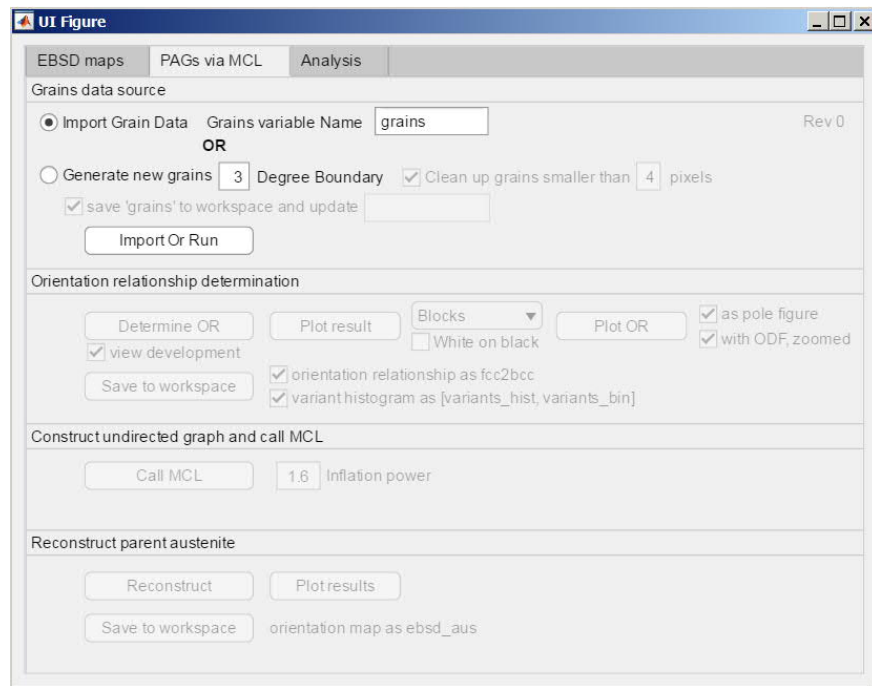 UI Figure
EBSD maps PAGs via MCL Analysis
Grains data source
Import Grain Data Grains variable Name grains Rev 0
OR
Generate new grains 3 Degree Boundary Clean up grains smaller than 4 pixels
save 'grains' to workspace and update
Import Or Run
Orientation relationship determination
Determine OR Plot result Blocks Plot OR as pole figure
view development White on black with ODF, zoomed
Save to workspace orientation relationship as fcc2bcc
variant histogram as [variants_hist, variants_bin]
Construct undirected graph and call MCL
Call MCL 1.6 Inflation power
Reconstruct parent austenite
Reconstruct Plot results
Save to workspace orientation map as ebsd_aus